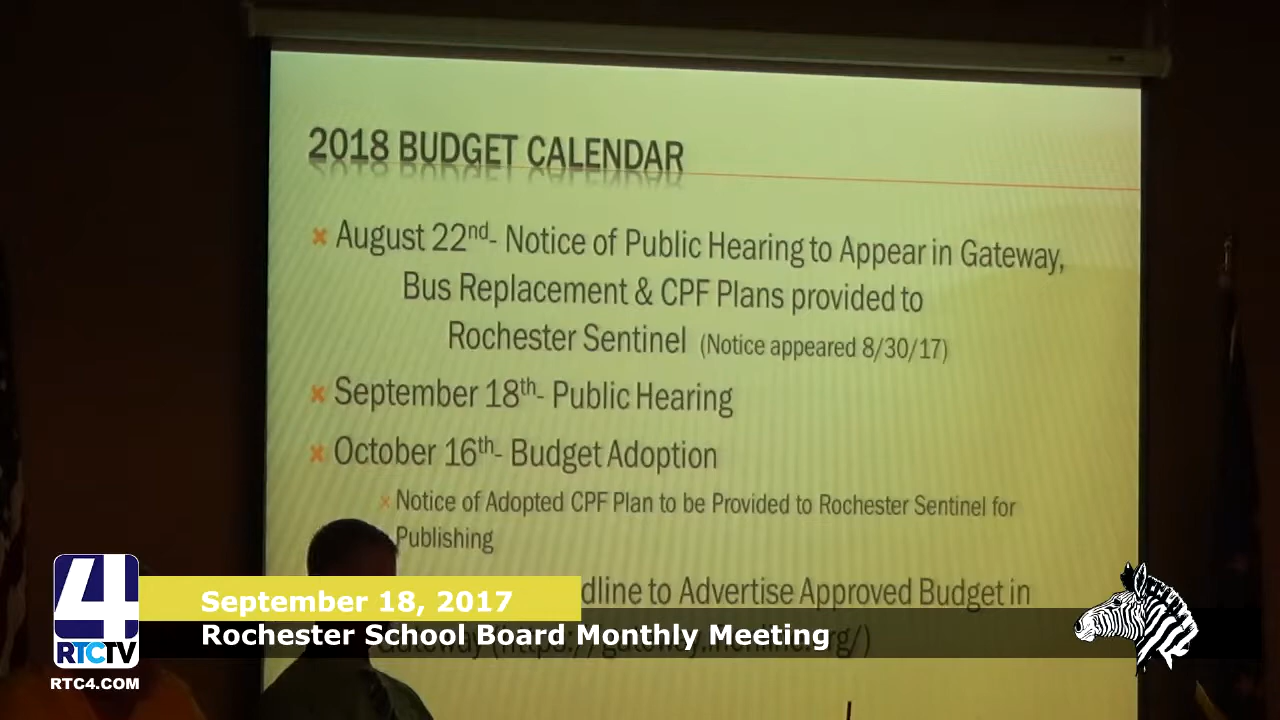 2018 BUDGET CALENDAR
August 22nd- Notice of Public Hearing to Appear in Gateway,
Bus Replacement & CPF Plans provided to
Rochester Sentinel (Notice appeared 8/30/17)
September 18th- Public Hearing
October 16th- Budget Adoption
Notice of Adopted CPF Plan to be Provided to Rochester Sentinel for
Publishing
to Advertise Approved Budget in
4
RTCTV
RTC4.COM
September 18, 2017
Rochester School Board Monthly Meeting